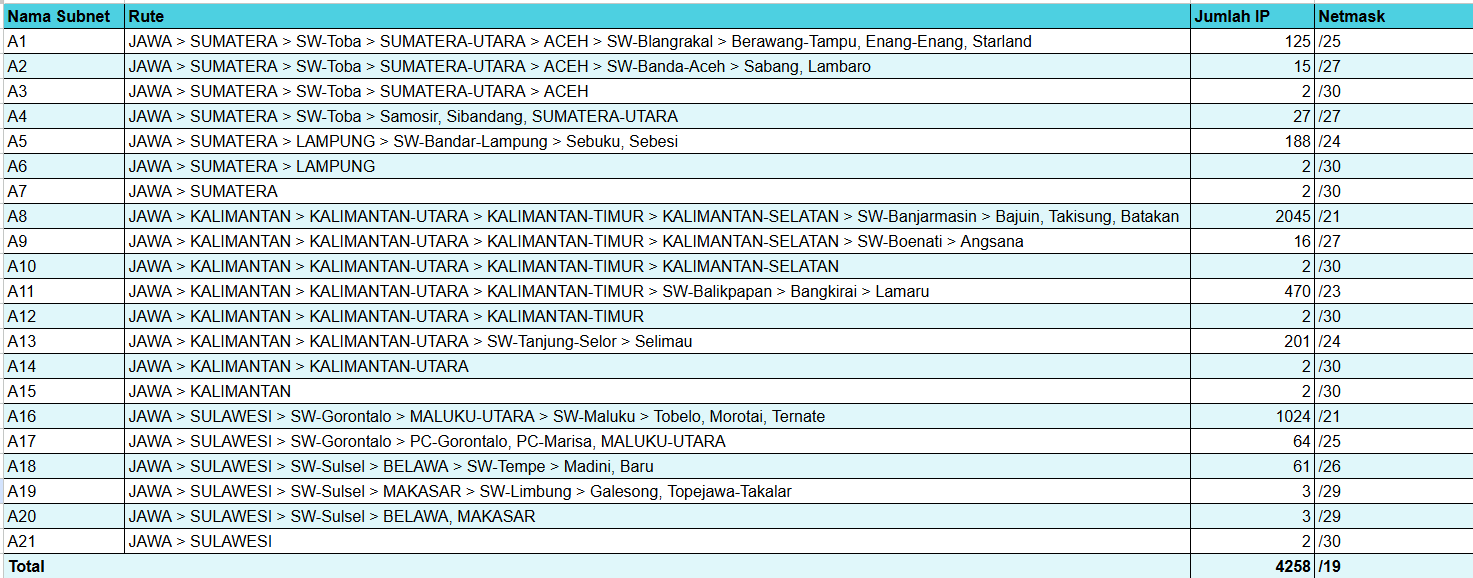 Nama Subnet Rute Jumlah IP Netmask
A1 JAWA > SUMATERA > SW-Toba > SUMATERA-UTARA > ACEH > SW-Blangrakal > Berawang-Tampu, Enang-Enang, Starland 125 /25
A2 JAWA > SUMATERA > SW-Toba > SUMATERA-UTARA > ACEH > SW-Banda-Aceh > Sabang, Lambaro 15 /27
A3 JAWA > SUMATERA > SW-Toba > SUMATERA-UTARA > ACEH 2 /30
A4 JAWA > SUMATERA > SW-Toba > Samosir, Sibandang, SUMATERA-UTARA 27 /27
A5 JAWA > SUMATERA > LAMPUNG > SW-Bandar-Lampung > Sebuku, Sebesi 188 /24
A6 JAWA > SUMATERA > LAMPUNG 2 /30
A7 JAWA > SUMATERA 2 /30
A8 JAWA > KALIMANTAN > KALIMANTAN-UTARA > KALIMANTAN-TIMUR > KALIMANTAN-SELATAN > SW-Banjarmasin > Bajuin, Takisung, Batakan 2045 /21
A9 JAWA > KALIMANTAN > KALIMANTAN-UTARA > KALIMANTAN-TIMUR > KALIMANTAN-SELATAN > SW-Boenati > Angsana 16 /27
A10 JAWA > KALIMANTAN > KALIMANTAN-UTARA > KALIMANTAN-TIMUR > KALIMANTAN-SELATAN 2 /30
A11 JAWA > KALIMANTAN > KALIMANTAN-UTARA > KALIMANTAN-TIMUR > SW-Balikpapan > Bangkirai > Lamaru 470 /23
A12 JAWA > KALIMANTAN > KALIMANTAN-UTARA > KALIMANTAN-TIMUR 2 /30
A13 JAWA > KALIMANTAN > KALIMANTAN-UTARA > SW-Tanjung-Selor > Selimau 201 /24
A14 JAWA > KALIMANTAN > KALIMANTAN-UTARA 2 /30
A15 JAWA > KALIMANTAN 2 /30
A16 JAWA > SULAWESI > SW-Gorontalo > MALUKU-UTARA > SW-Maluku > Tobelo, Morotai, Ternate 1024 /21
A17 JAWA > SULAWESI > SW-Gorontalo > PC-Gorontalo, PC-Marisa, MALUKU-UTARA 64 /25
A18 JAWA > SULAWESI > SW-Sulsel > BELAWA > SW-Tempe > Madini, Baru 61 /26
A19 JAWA > SULAWESI > SW-Sulsel > MAKASAR > SW-Limbung > Galesong, Topejawa-Takalar 3 /29
A20 JAWA > SULAWESI > SW-Sulsel > BELAWA, MAKASAR 3 /29
A21 JAWA > SULAWESI 2 /30
Total 4258 /19